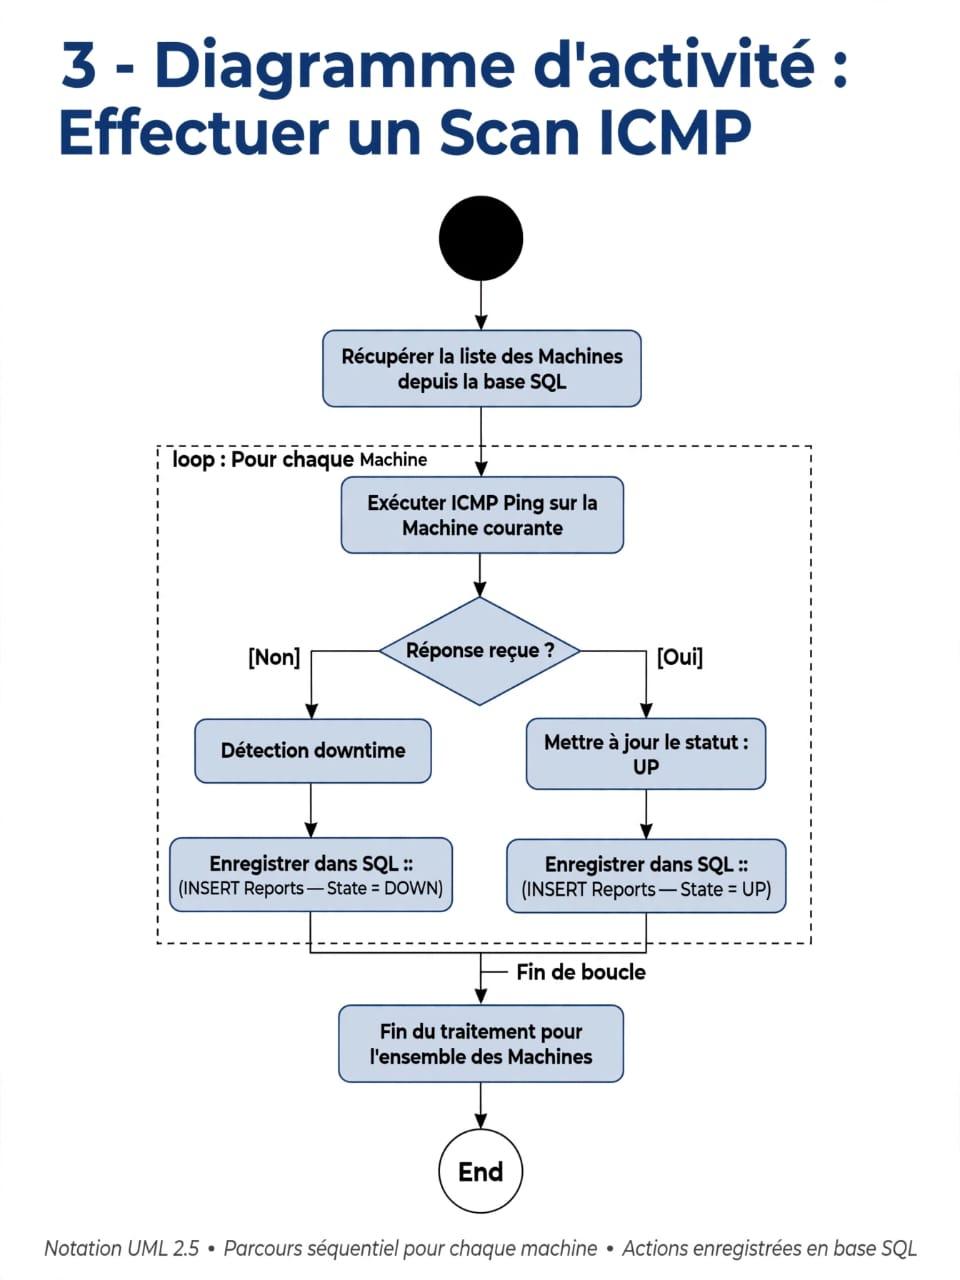 3 - Diagramme d'activité :
Effectuer un Scan ICMP
Récupérer la liste des Machines
depuis la base SQL
loop : Pour chaque Machine
Exécuter ICMP Ping sur la
Machine courante
Réponse reçue ?
[Non]
[Oui]
Détection downtime
Mettre à jour le statut :
UP
Enregistrer dans SQL ::
(INSERT Reports — State = DOWN)
Enregistrer dans SQL ::
(INSERT Reports — State = UP)
Fin de boucle
Fin du traitement pour
l'ensemble des Machines
End
Notation UML 2.5 • Parcours séquentiel pour chaque machine • Actions enregistrées en base SQL